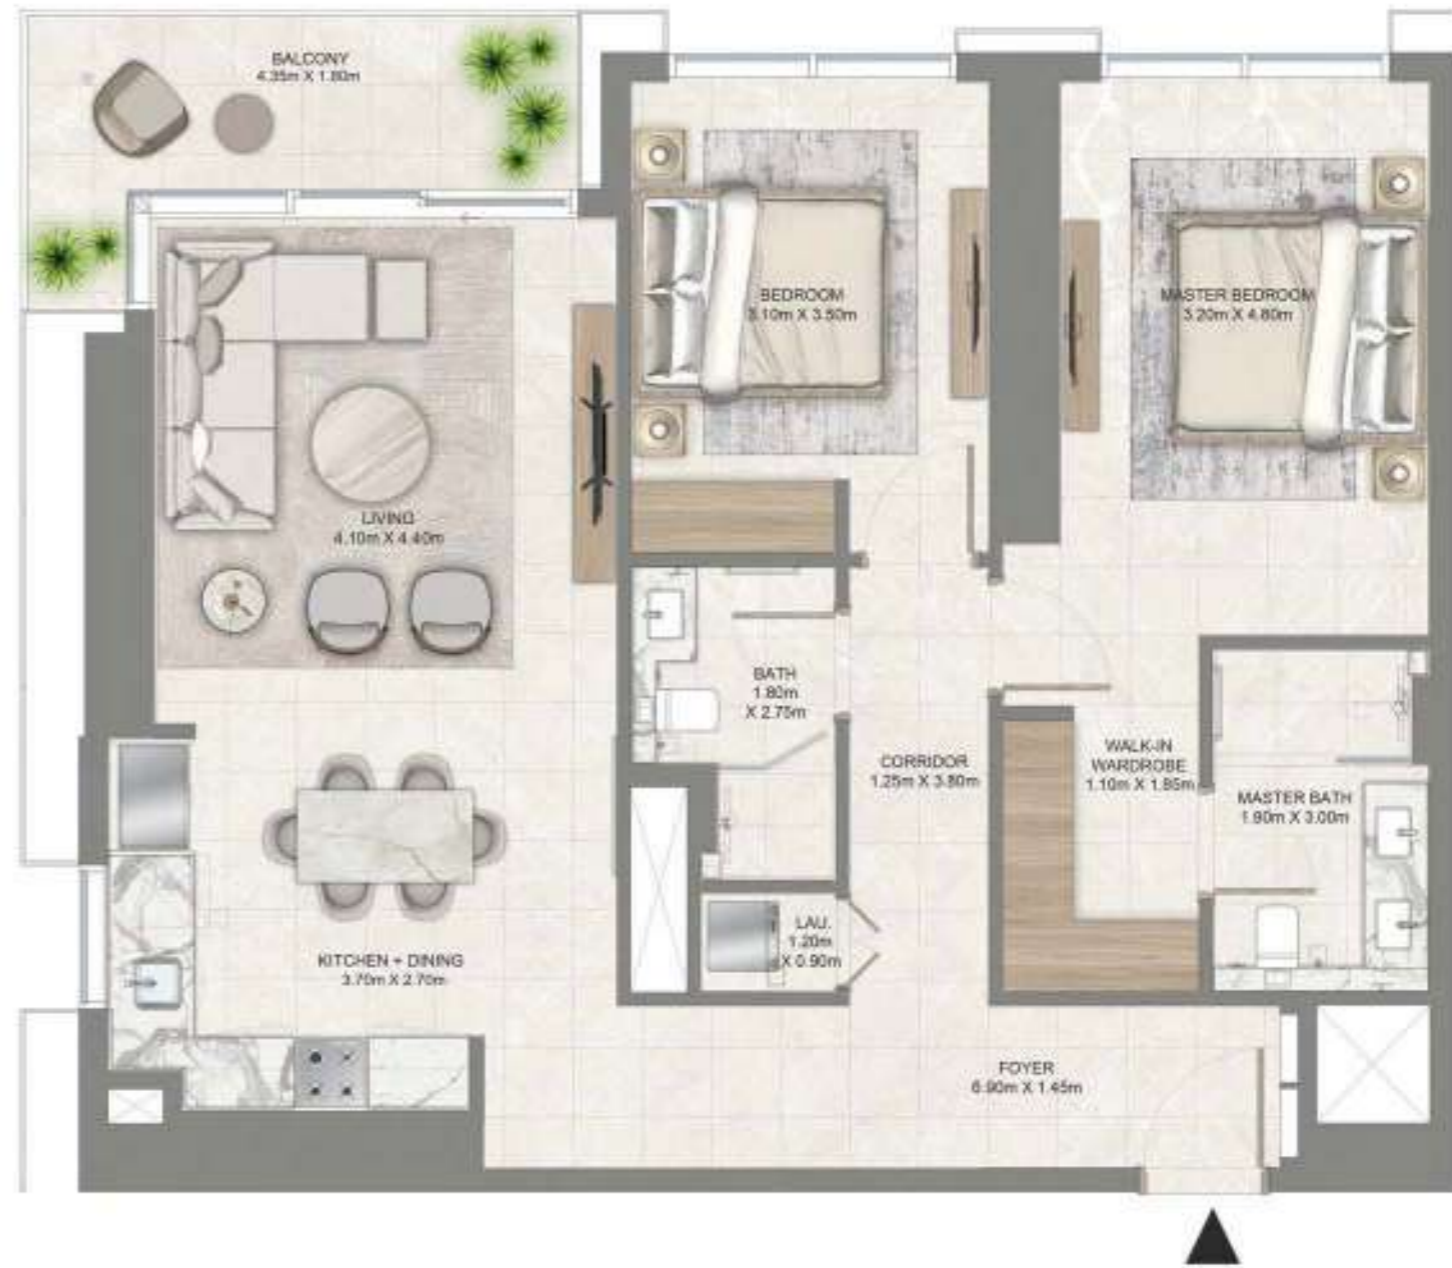 BALCONY
4.35m X 1.80m
BEDROOM
3.10m X 3.50m
MASTER BEDROOM
3.20m X 4.80m
LIVING
4.10m X 4.40m
BATH
1.80m
X 2.75m
CORRIDOR
1.25m X 3.80m
WALK-IN
WARDROBE
1.10m X 1.85m
MASTER BATH
1.90m X 3.00m
LAU.
1.20m
X 0.90m
KITCHEN + DINING
3.70m X 2.70m
FOYER
6.90m X 1.45m